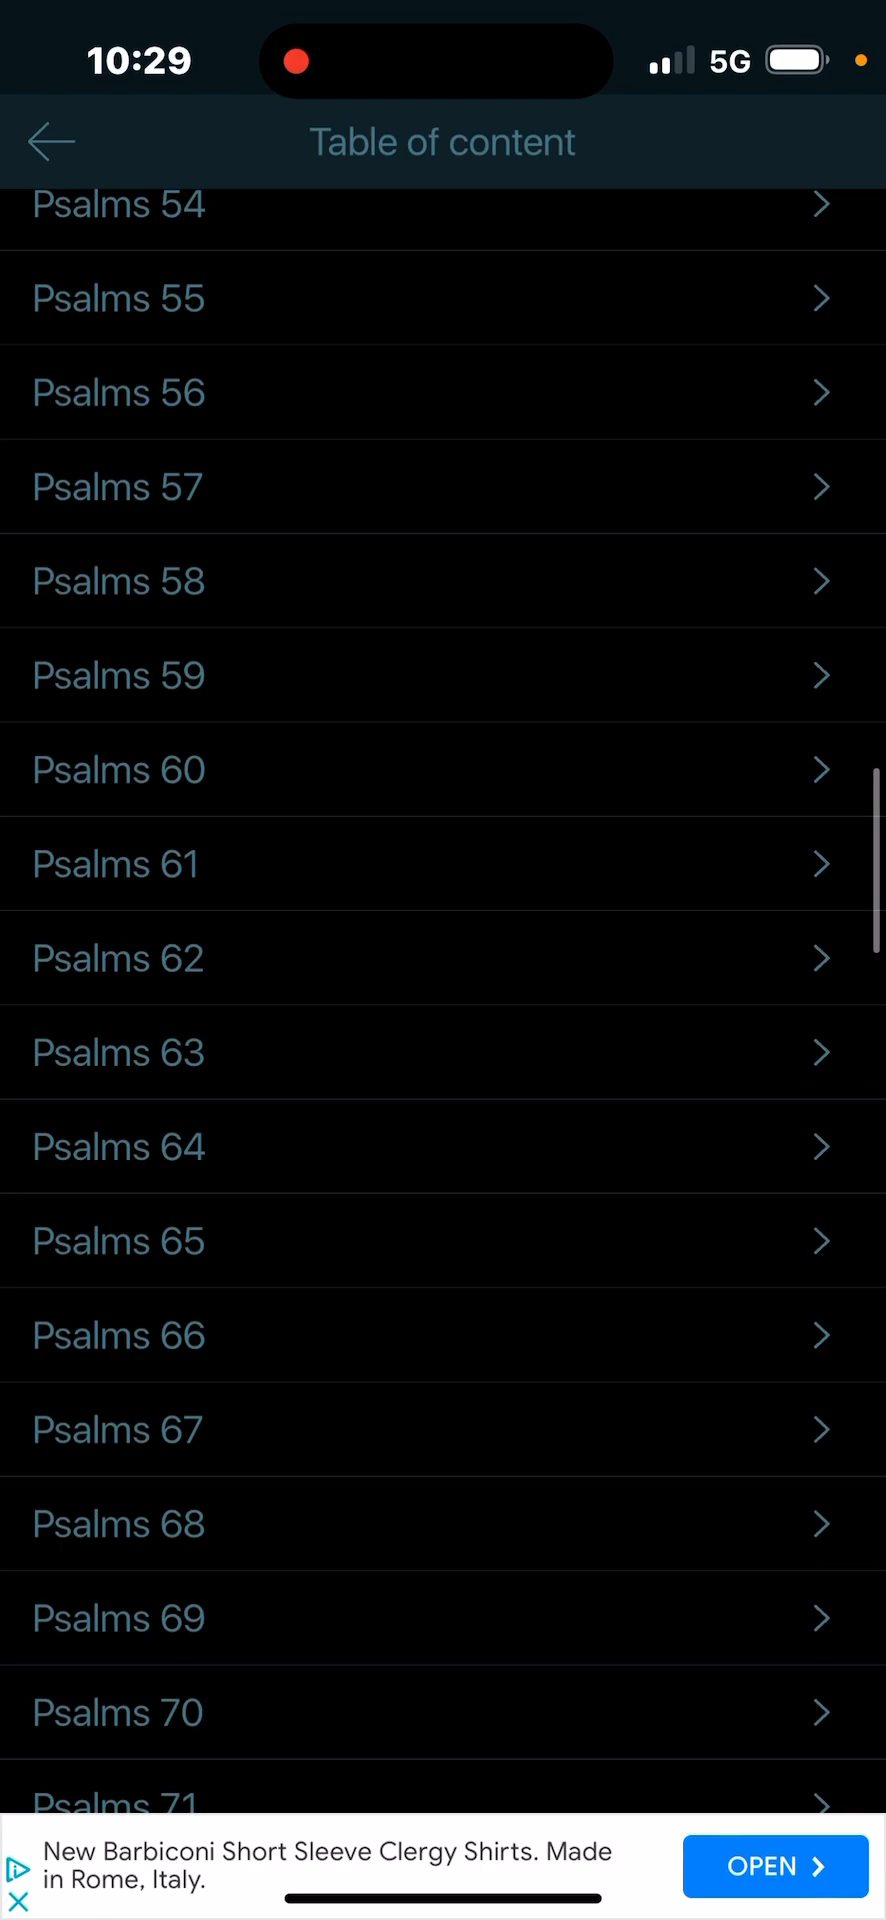 10:29
5G
Table of content
Psalms 54
Psalms 55
Psalms 56
Psalms 57
Psalms 58
Psalms 59
Psalms 60
Psalms 61
Psalms 62
Psalms 63
Psalms 64
Psalms 65
Psalms 66
Psalms 67
Psalms 68
Psalms 69
Psalms 70
Psalms 71
New Barbiconi Short Sleeve Clergy Shirts. Made
in Rome, Italy.
OPEN